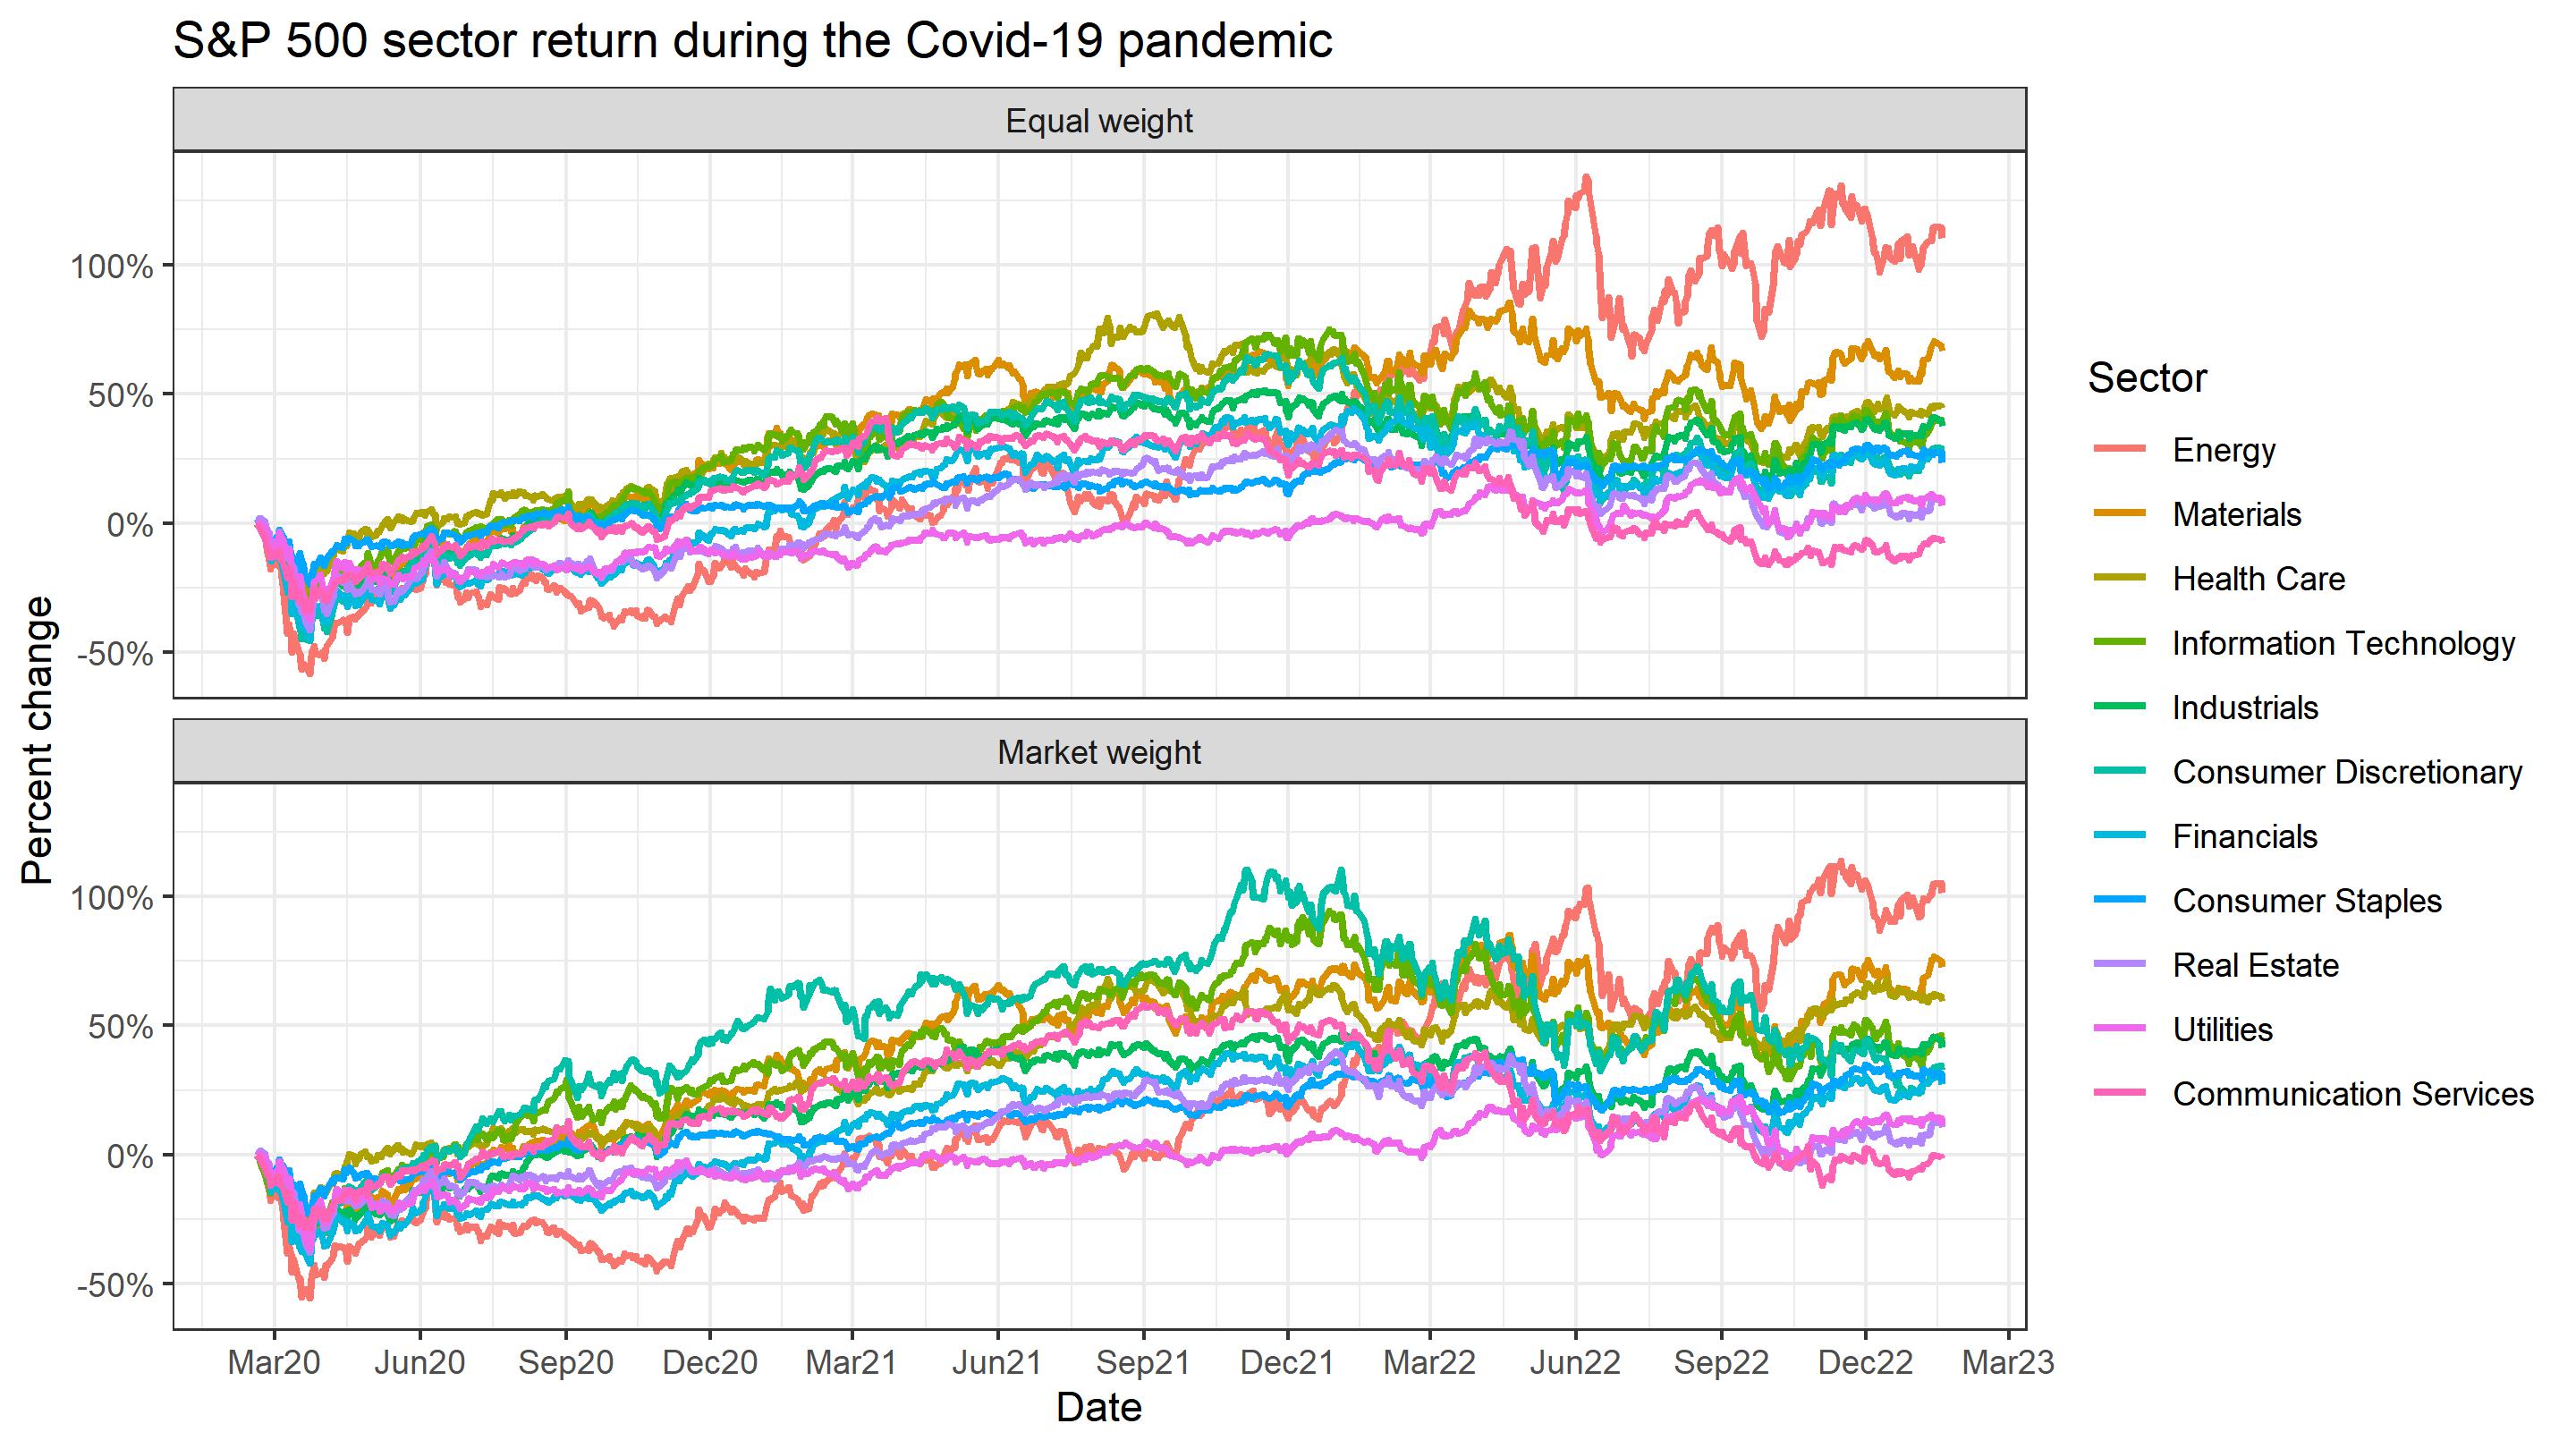 S&P 500 sector return during the Covid-19 pandemic
Equal weight
100%
50%
0%
-50%
Market weight
100%
50%
0%
-50%
Percent change
Mar20 Jun20 Sep20 Dec20 Mar21 Jun21 Sep21 Dec21 Mar22 Jun22 Sep22 Dec22 Mar23
Date
Sector
Energy
Materials
Health Care
Information Technology
Industrials
Consumer Discretionary
Financials
Consumer Staples
Real Estate
Utilities
Communication Services